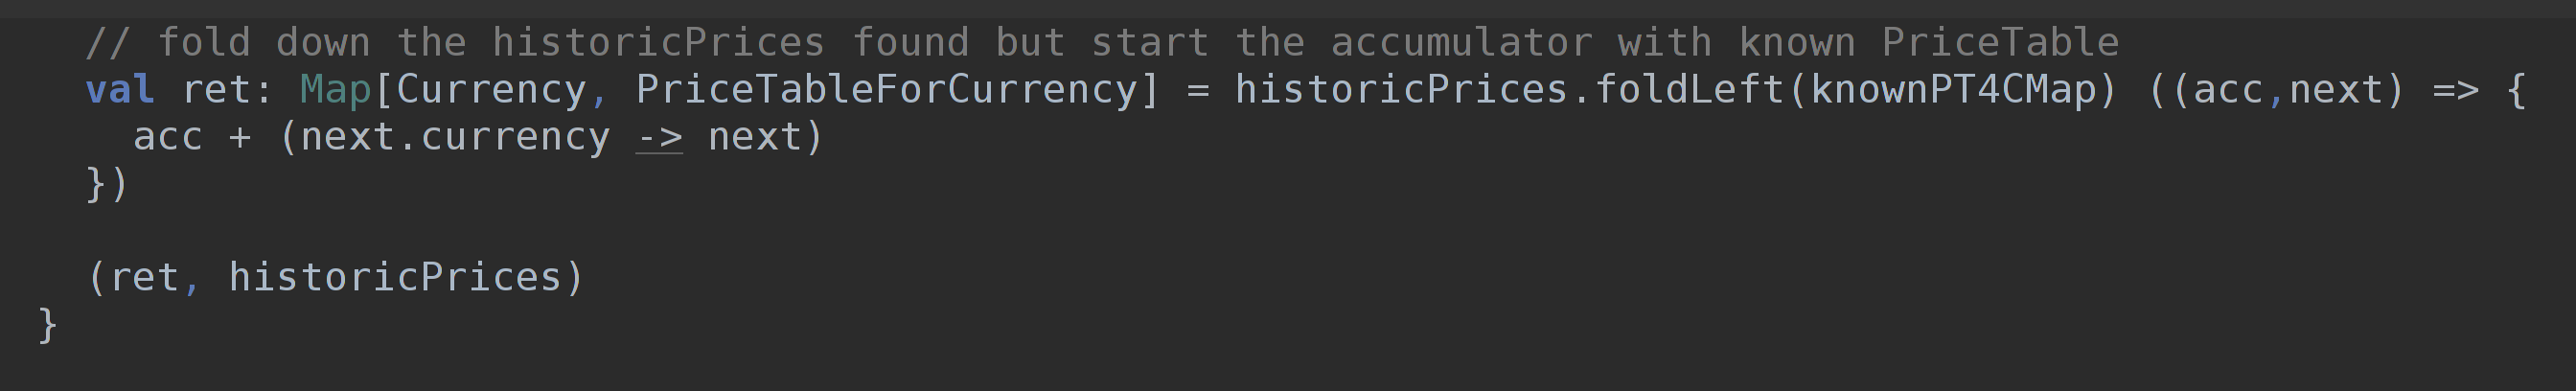 // fold down the historicPrices found but start the accumulator with known PriceTable
val ret: Map[Currency, PriceTableForCurrency] = historicPrices.foldLeft(knownPT4CMap) ((acc,next) => {
acc + (next.currency -> next)
})
(ret, historicPrices)
}